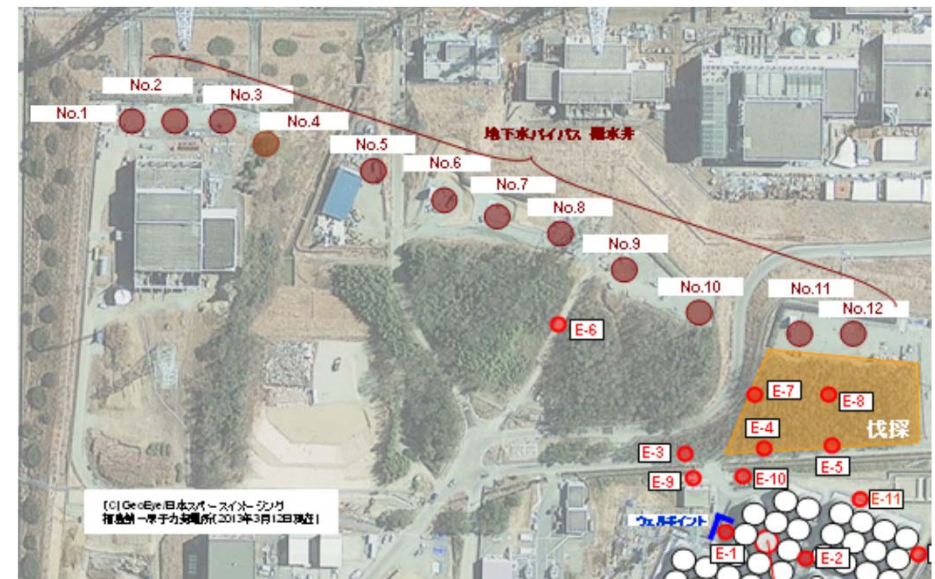 No.1
No.2
No.3
No.4
No.5
No.6
No.7
No.8
No.9
No.10
No.11
No.12
地下水バイパス 揚水井
E-6
E-7
E-8
E-4
伐採
E-3
E-5
E-9
E-10
E-11
ウェルポイント
E-1
E-2
(C)GeoEye/日本スペースイメージング
福島第一原子力発電所(2013年3月12日現在)